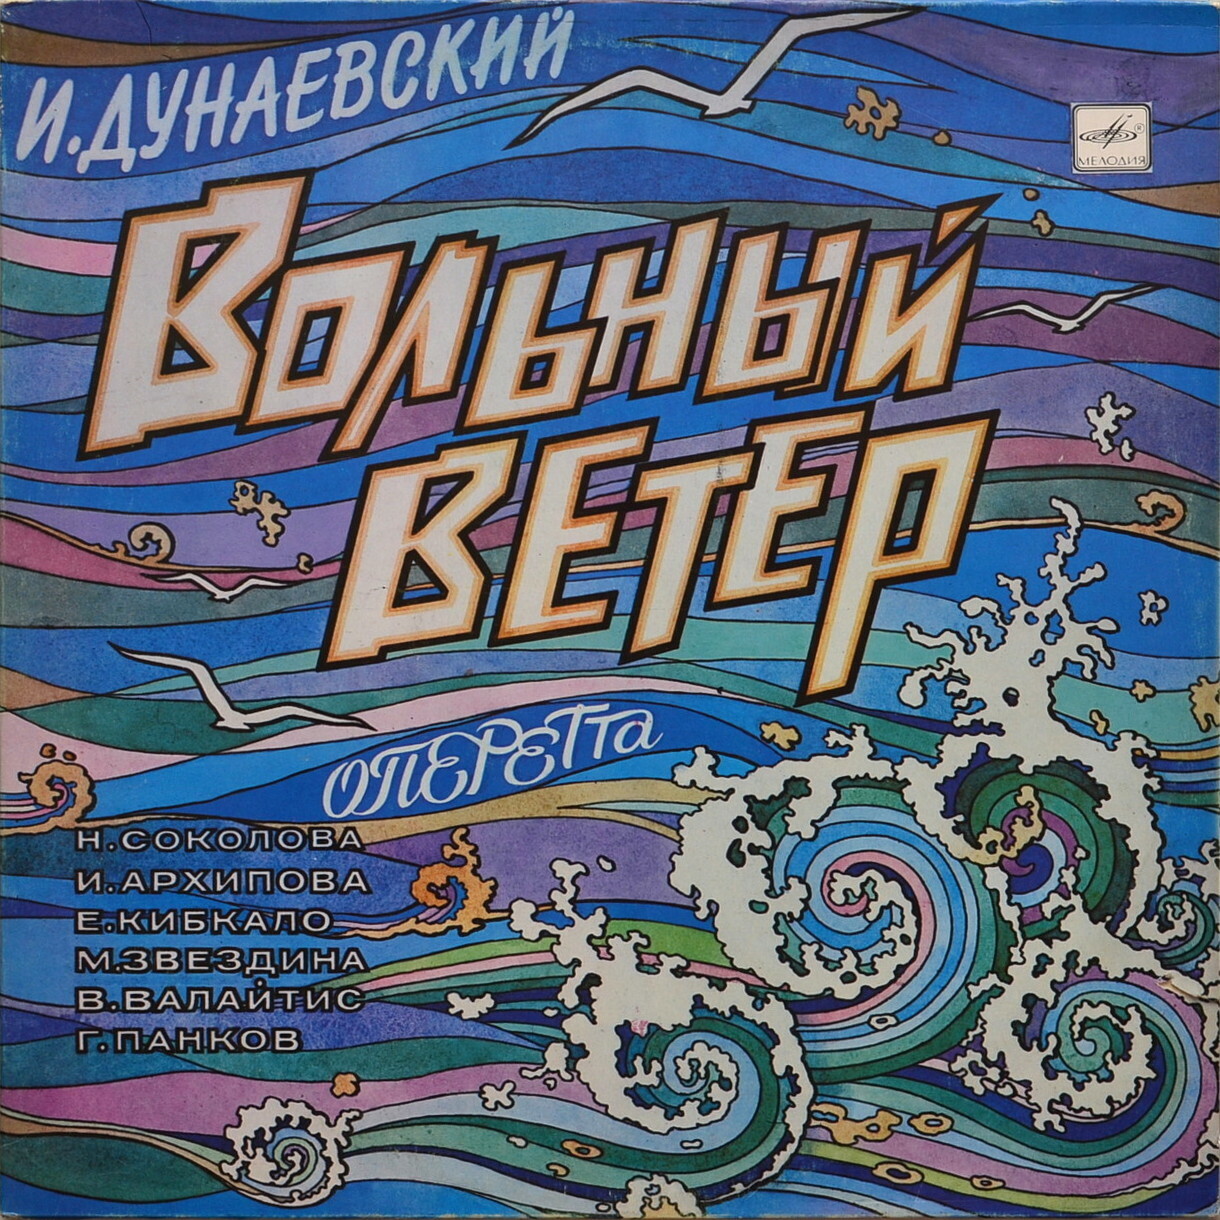 И.ДУНАЕВСКИЙ
МЕЛОДИЯ
ВОЛЬНЫЙ
ВЕТЕР
ОПЕРЕТТА
Н.СОКОЛОВА
И.АРХИПОВА
Е.КИБКАЛО
М.ЗВЕЗДИНА
В.ВАЛАЙТИС
Г.ПАНКОВ